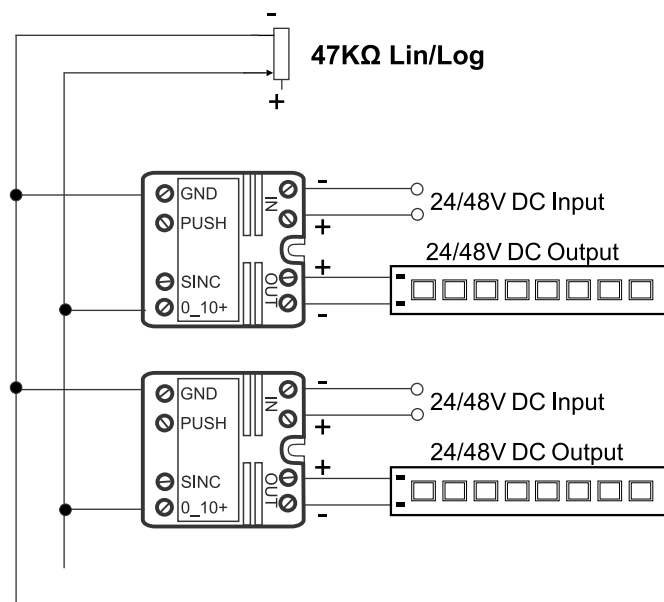 -
47KΩ Lin/Log
+
GND
PUSH
SINC
0_10+
IN
OUT
-
+
+
-
24/48V DC Input
24/48V DC Output
-
-
GND
PUSH
SINC
0_10+
IN
OUT
-
+
+
-
24/48V DC Input
24/48V DC Output
-
-